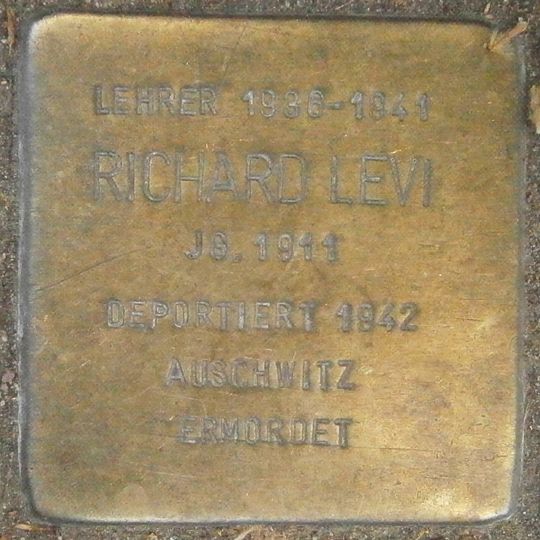 LEHRER 1936-1941
RICHARD LEVI
JG. 1911
DEPORTIERT 1942
AUSCHWITZ
ERMORDET